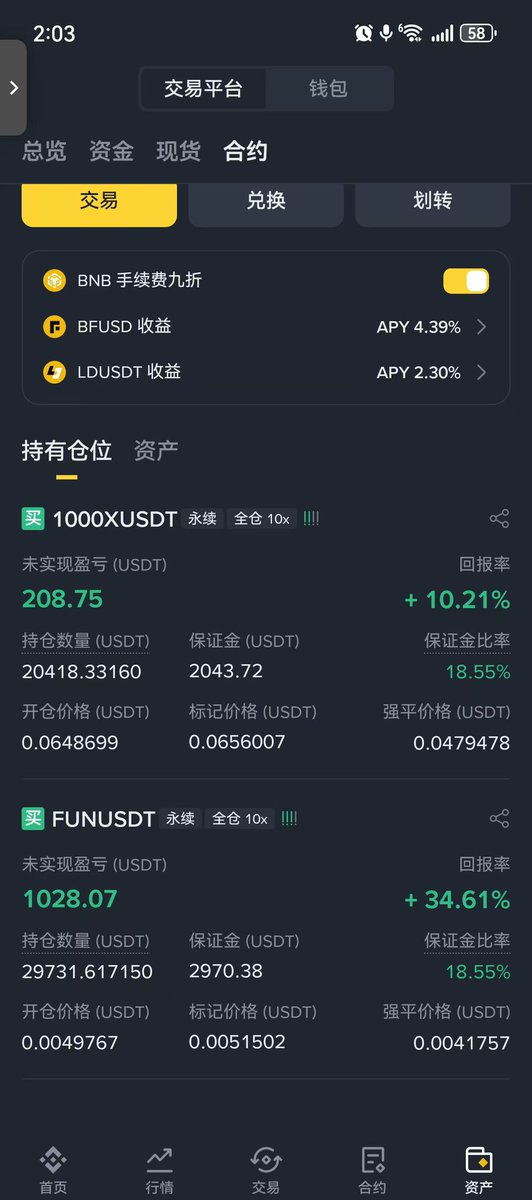 2:03
6
58
交易平台 钱包
总览 资金 现货 合约
交易 兑换 划转
BNB 手续费九折
BFUSD 收益 APY 4.39%
LDUSDT 收益 APY 2.30%
持有仓位 资产
买 1000XUSDT 永续 全仓 10x !!!!
未实现盈亏 (USDT) 回报率
208.75 + 10.21%
持仓数量 (USDT) 保证金 (USDT) 保证金比率
20418.33160 2043.72 18.55%
开仓价格 (USDT) 标记价格 (USDT) 强平价格 (USDT)
0.0648699 0.0656007 0.0479478
买 FUNUSDT 永续 全仓 10x !!!!
未实现盈亏 (USDT) 回报率
1028.07 + 34.61%
持仓数量 (USDT) 保证金 (USDT) 保证金比率
29731.617150 2970.38 18.55%
开仓价格 (USDT) 标记价格 (USDT) 强平价格 (USDT)
0.0049767 0.0051502 0.0041757
首页 行情 交易 合约 资产